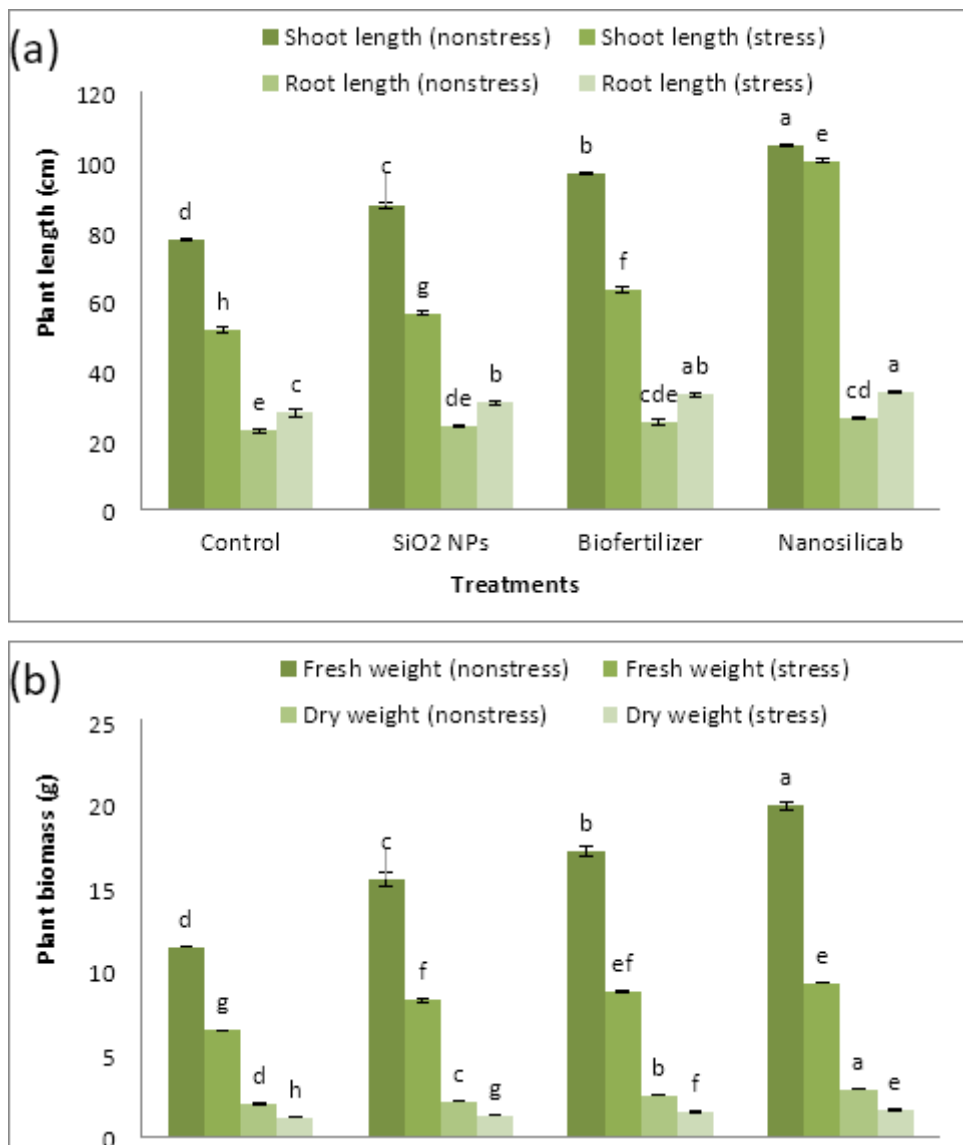 (a)
Shoot length (nonstress) Shoot length (stress)
Root length (nonstress) Root length (stress)
Plant length (cm)
120
100
80
60
40
20
0
d h e c
c g de b
b f cde ab
a e cd a
Control SiO2 NPs Biofertilizer Nanosilicab
Treatments
(b)
Fresh weight (nonstress) Fresh weight (stress)
Dry weight (nonstress) Dry weight (stress)
Plant biomass (g)
25
20
15
10
5
0
d g d h
c f c g
b ef b f
a e a e